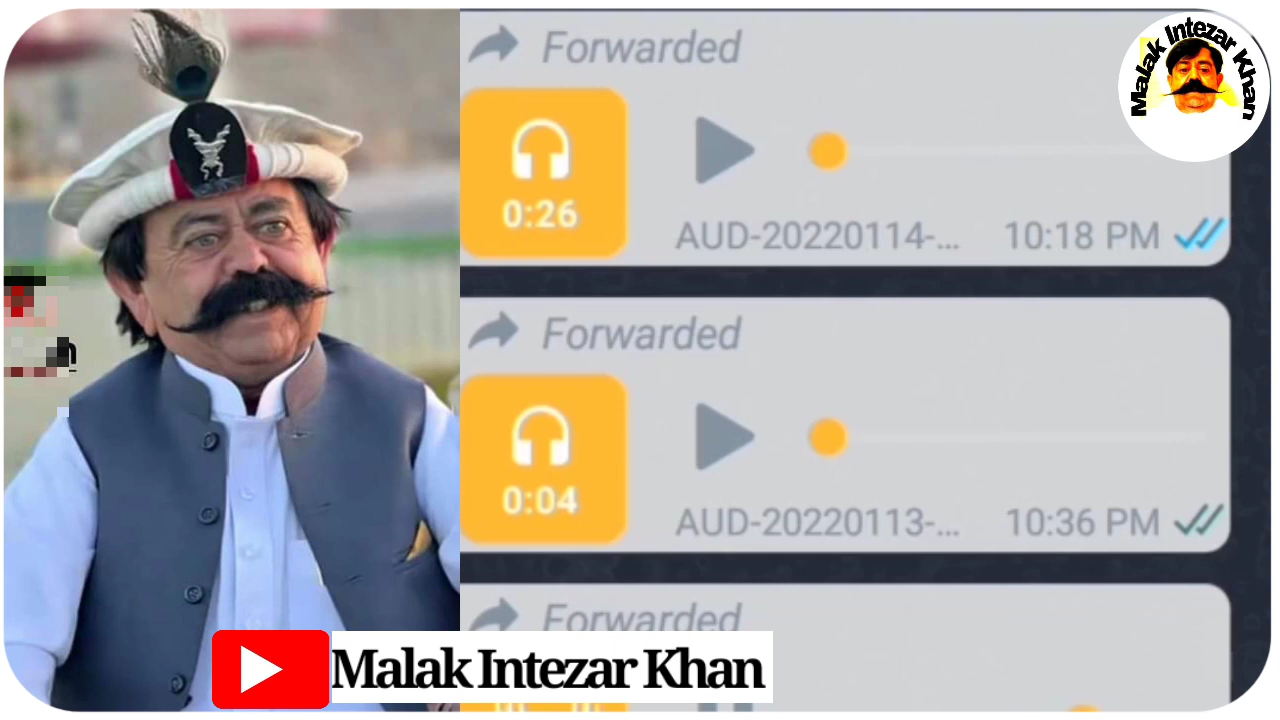 Forwarded
Malak Intezar Khan
0:26
AUD-20220114-... 10:18 PM
Forwarded
0:04
AUD-20220113-... 10:36 PM
Forwarded
Malak Intezar Khan